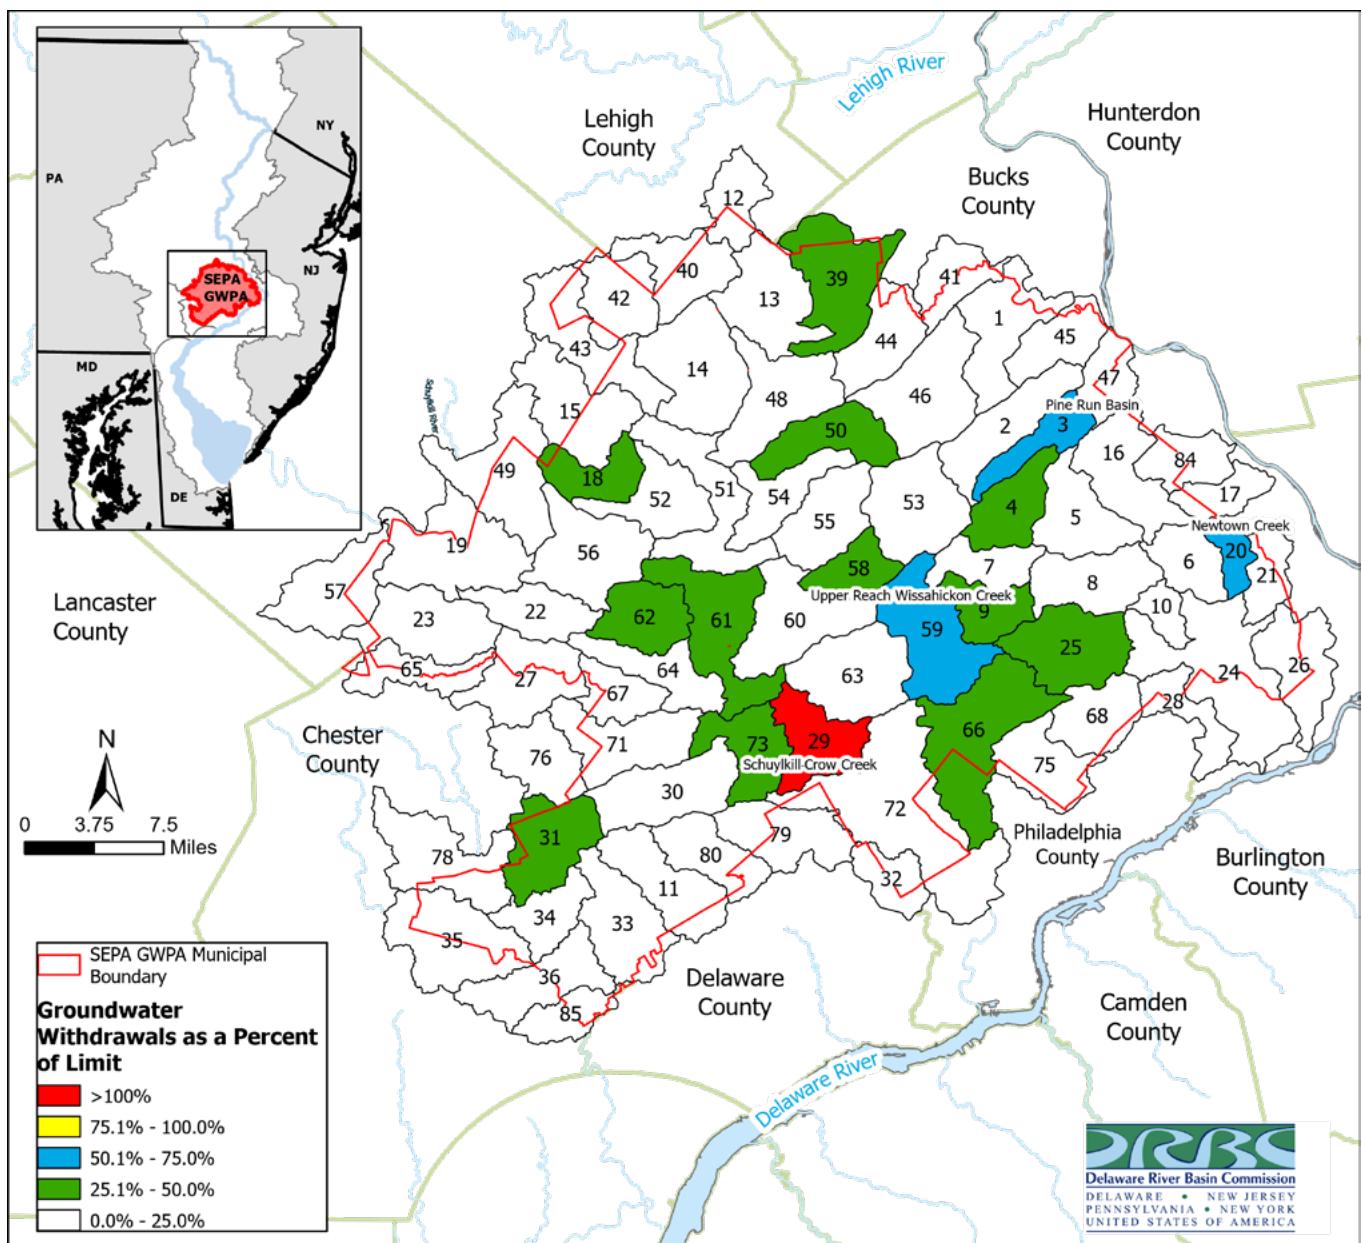 NY
PA
SEPA
GWPA
NJ
MD
DE
Lehigh River
Lehigh
County
Hunterdon
County
Bucks
County
12
40
42
13
39
41
1
45
43
44
47
14
46
48
15
Schuylkill River
Pine Run Basin
2
3
50
16
84
49
18
51
54
53
17
52
4
5
55
Newtown Creek
19
56
20
6
21
57
58
7
8
Upper Reach Wissahickon Creek
Lancaster
County
22
23
62
61
60
9
59
10
25
65
27
64
63
26
24
67
28
Chester
County
N
76
71
73
29
66
68
Schuylkill-Crow Creek
75
30
72
0 3.75 7.5
Miles
31
79
Philadelphia
County
78
80
Burlington
County
11
32
34
33
35
SEPA GWPA Municipal
Boundary
36
85
Delaware
County
Groundwater
Withdrawals as a Percent
of Limit
Camden
County
>100%
75.1% - 100.0%
50.1% - 75.0%
25.1% - 50.0%
0.0% - 25.0%
Delaware River
DRBC
Delaware River Basin Commission
DELAWARE • NEW JERSEY
PENNSYLVANIA • NEW YORK
UNITED STATES OF AMERICA